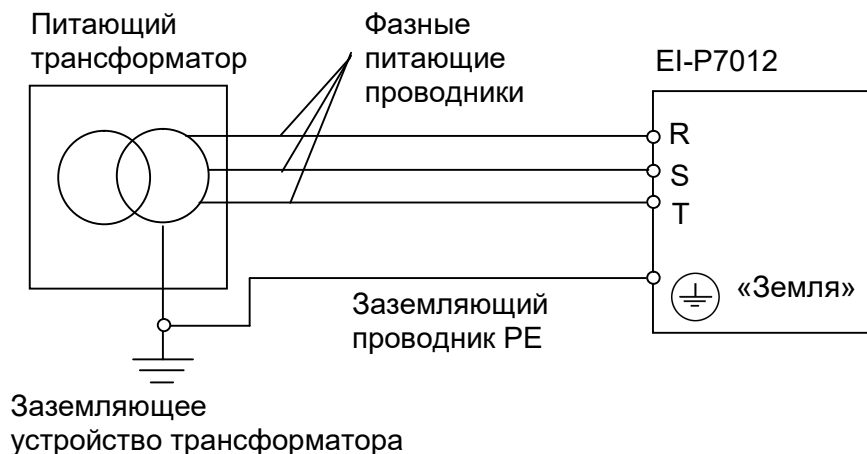 Питающий
трансформатор
Фазные
питающие
проводники
EI-P7012
R
S
T
«Земля»
Заземляющий
проводник PE
Заземляющее
устройство трансформатора